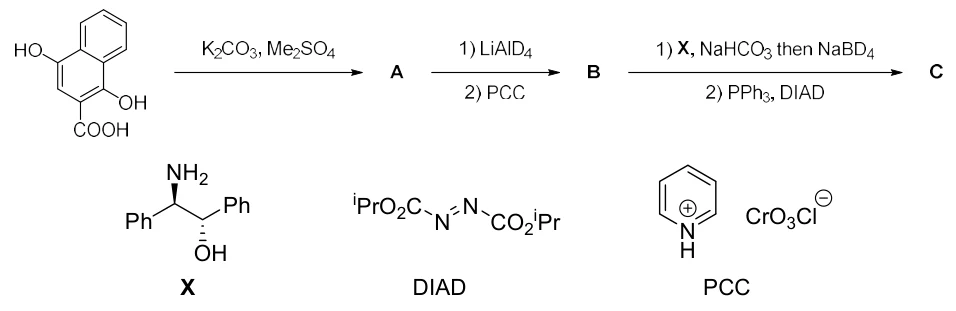 HO
OH
COOH
K2CO3, Me2SO4
A
1) LiAlD4
2) PCC
B
1) X, NaHCO3 then NaBD4
2) PPh3, DIAD
C
NH2
Ph
Ph
OH
X
iPrO2C
N
N
CO2iPr
DIAD
+
N
H
CrO3Cl −
PCC